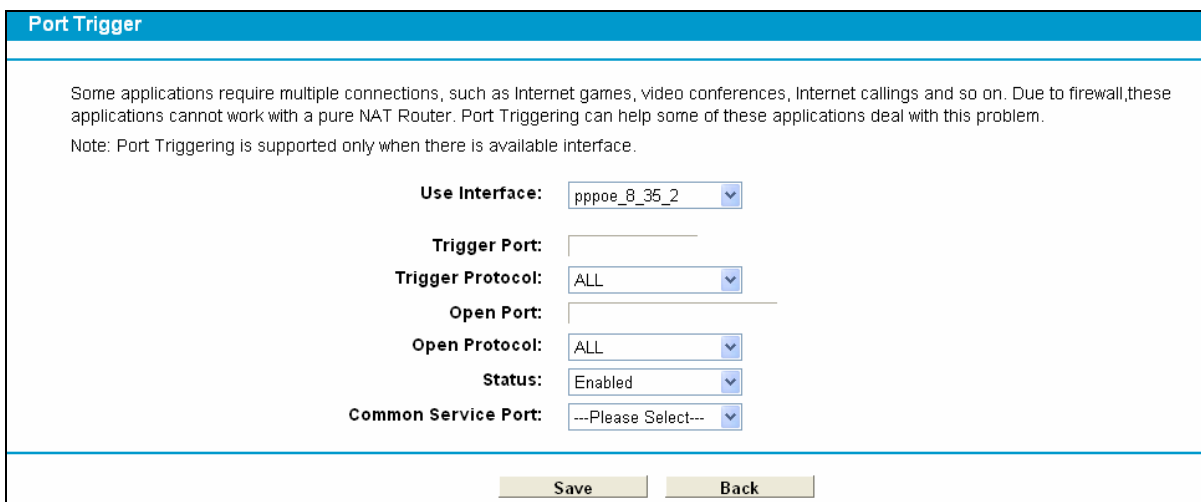 Port Trigger
Some applications require multiple connections, such as Internet games, video conferences, Internet callings and so on. Due to firewall,these
applications cannot work with a pure NAT Router. Port Triggering can help some of these applications deal with this problem.
Note: Port Triggering is supported only when there is available interface.
Use Interface: pppoe_8_35_2
Trigger Port:
Trigger Protocol: ALL
Open Port:
Open Protocol: ALL
Status: Enabled
Common Service Port: ---Please Select---
Save Back